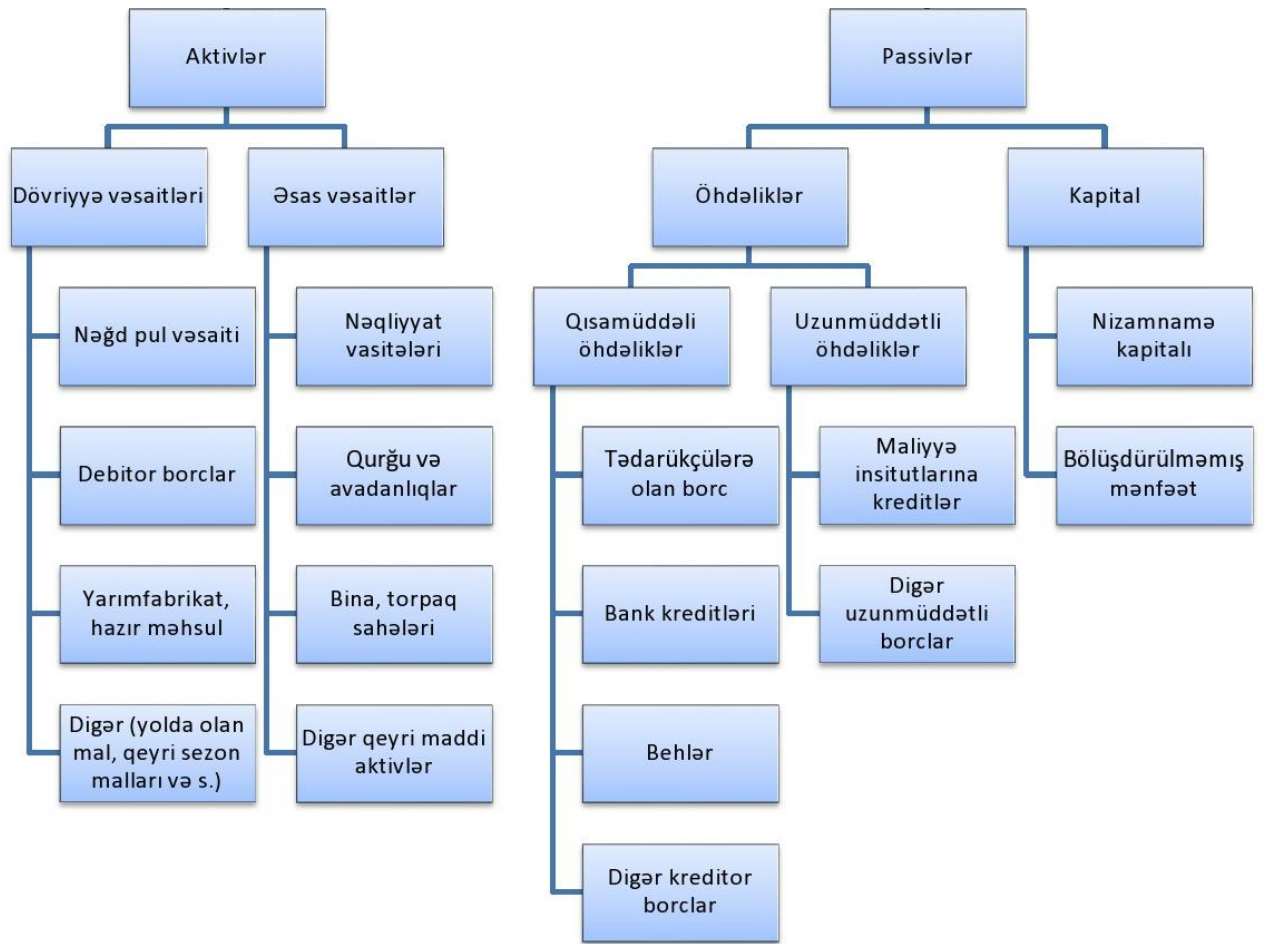 Aktivlər
Dövriyyə vəsaitləri
Nəğd pul vəsaiti
Debitor borclar
Yarımfabrikat,
hazır məhsul
Digər (yolda olan
mal, qeyri sezon
malları və s.)
Əsas vəsaitlər
Nəqliyyat
vasitələri
Qurğu və
avadanlıqlar
Bina, torpaq
sahələri
Digər qeyri maddi
aktivlər
Passivlər
Öhdəliklər
Qısamüddəli
öhdəliklər
Tədarükçülərə
olan borc
Bank kreditləri
Behlər
Digər kreditor
borclar
Uzunmüddətli
öhdəliklər
Maliyyə
insitutlarına
kreditlər
Digər
uzunmüddətli
borclar
Kapital
Nizamnamə
kapitalı
Bölüşdürülməmış
mənfəət